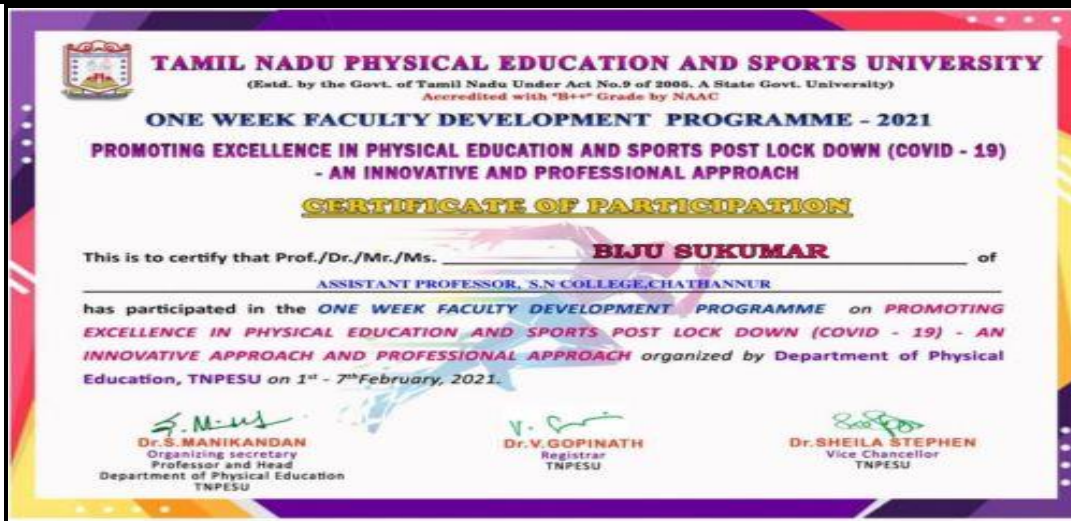 TAMIL NADU PHYSICAL EDUCATION AND SPORTS UNIVERSITY
(Estd. by the Govt. of Tamil Nadu Under Act No.9 of 2005. A State Govt. University)
Accredited with "B++" Grade by NAAC
ONE WEEK FACULTY DEVELOPMENT PROGRAMME - 2021
PROMOTING EXCELLENCE IN PHYSICAL EDUCATION AND SPORTS POST LOCK DOWN (COVID - 19)
- AN INNOVATIVE AND PROFESSIONAL APPROACH
CERTIFICATE OF PARTICIPATION
This is to certify that Prof./Dr./Mr./Ms. BIJU SUKUMAR of
ASSISTANT PROFESSOR, S.N COLLEGE,CHATHANNUR
has participated in the ONE WEEK FACULTY DEVELOPMENT PROGRAMME on PROMOTING
EXCELLENCE IN PHYSICAL EDUCATION AND SPORTS POST LOCK DOWN (COVID - 19) - AN
INNOVATIVE APPROACH AND PROFESSIONAL APPROACH organized by Department of Physical
Education, TNPESU on 1st - 7th February, 2021.
Dr.S.MANIKANDAN
Organizing secretary
Professor and Head
Department of Physical Education
TNPESU
Dr.V.GOPINATH
Registrar
TNPESU
Dr.SHEILA STEPHEN
Vice Chancellor
TNPESU